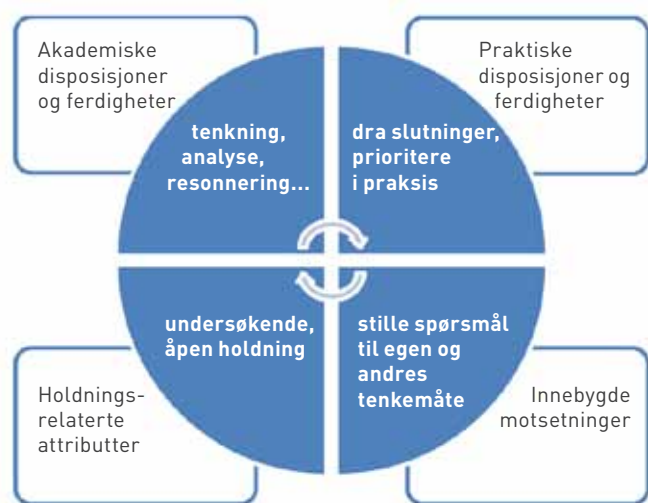 Akademiske
disposisjoner
og ferdigheter
Praktiske
disposisjoner og
ferdigheter
tenkning,
analyse,
resonnering...
dra slutninger,
prioritere
i praksis
undersøkende,
åpen holdning
stille spørsmål
til egen og
andres
tenkemåte
Holdnings-
relaterte
attributter
Innebygde
motsetninger